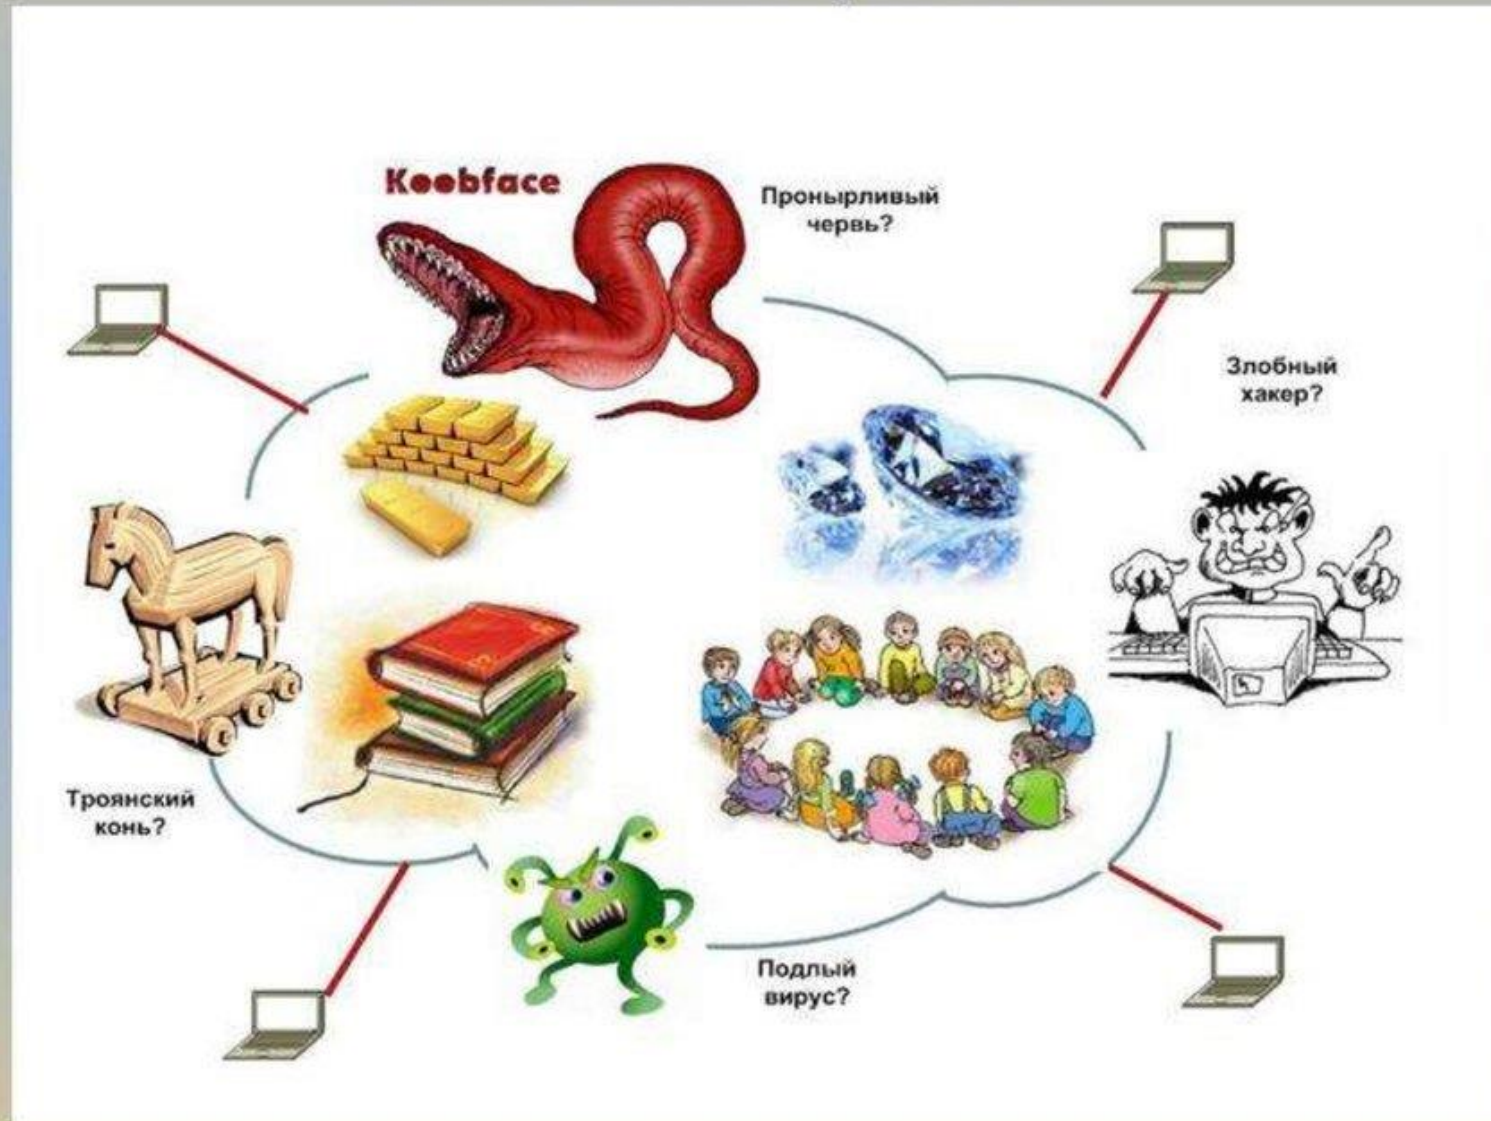 Koobface
Пронырливый
червь?
Злобный
хакер?
Троянский
конь?
Подлый
вирус?